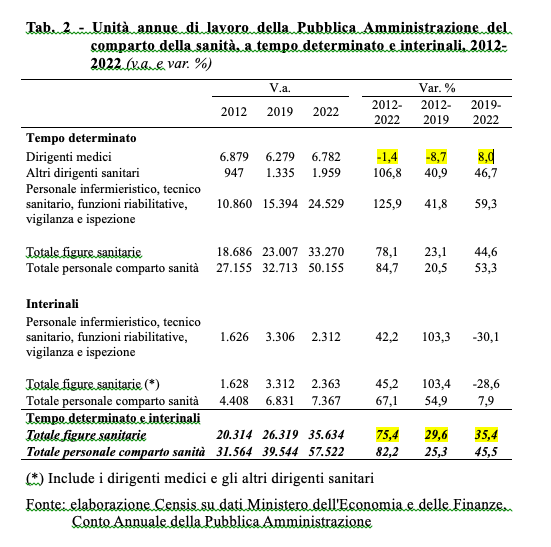 Tab. 2 - Unità annue di lavoro della Pubblica Amministrazione del
comparto della sanità, a tempo determinato e interinali, 2012-
2022 (v.a. e var. %)
V.a. Var. %
2012 2019 2022 2012-2022 2012-2019 2019-2022
Tempo determinato
Dirigenti medici 6.879 6.279 6.782 -1,4 -8,7 8,0
Altri dirigenti sanitari 947 1.335 1.959 106,8 40,9 46,7
Personale infermieristico, tecnico
sanitario, funzioni riabilitative, 10.860 15.394 24.529 125,9 41,8 59,3
vigilanza e ispezione
Totale figure sanitarie 18.686 23.007 33.270 78,1 23,1 44,6
Totale personale comparto sanità 27.155 32.713 50.155 84,7 20,5 53,3
Interinali
Personale infermieristico, tecnico
sanitario, funzioni riabilitative, 1.626 3.306 2.312 42,2 103,3 -30,1
vigilanza e ispezione
Totale figure sanitarie (*) 1.628 3.312 2.363 45,2 103,4 -28,6
Totale personale comparto sanità 4.408 6.831 7.367 67,1 54,9 7,9
Tempo determinato e interinali
Totale figure sanitarie 20.314 26.319 35.634 75,4 29,6 35,4
Totale personale comparto sanità 31.564 39.544 57.522 82,2 25,3 45,5
(*) Include i dirigenti medici e gli altri dirigenti sanitari
Fonte: elaborazione Censis su dati Ministero dell'Economia e delle Finanze,
Conto Annuale della Pubblica Amministrazione